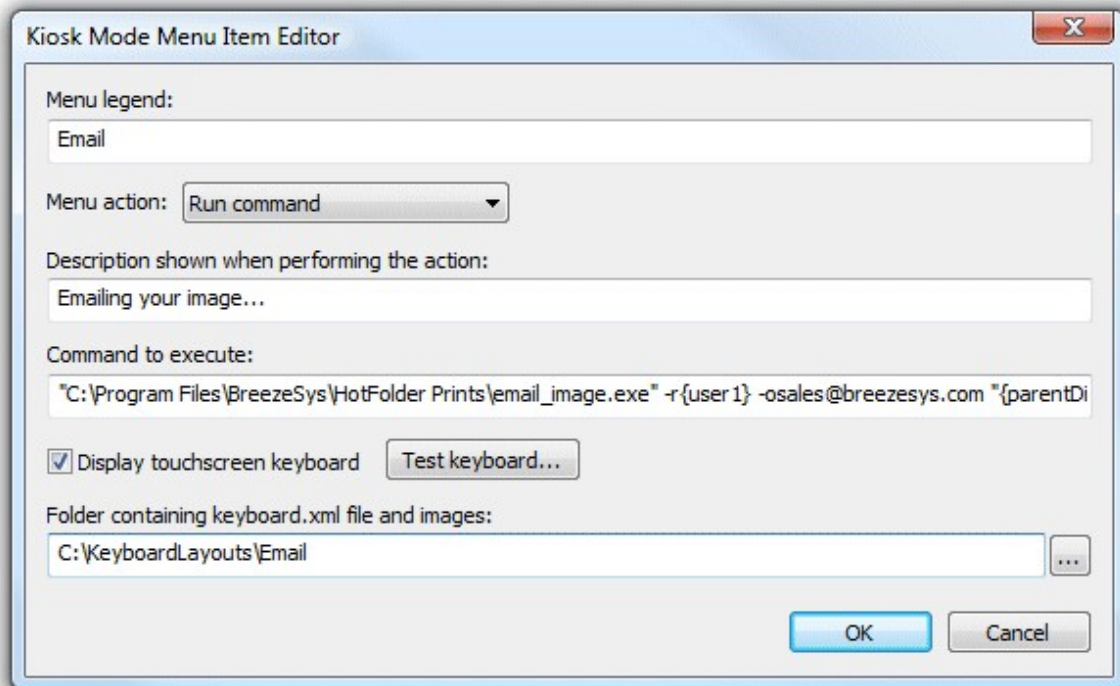 Kiosk Mode Menu Item Editor
X
Menu legend:
Email
Menu action: Run command
Description shown when performing the action:
Emailing your image...
Command to execute:
"C:\Program Files\BreezeSys\HotFolder Prints\email_image.exe" -r{user1} -osales@breezesys.com "{parentDi
Display touchscreen keyboard Test keyboard...
Folder containing keyboard.xml file and images:
C:\KeyboardLayouts\Email ...
OK Cancel